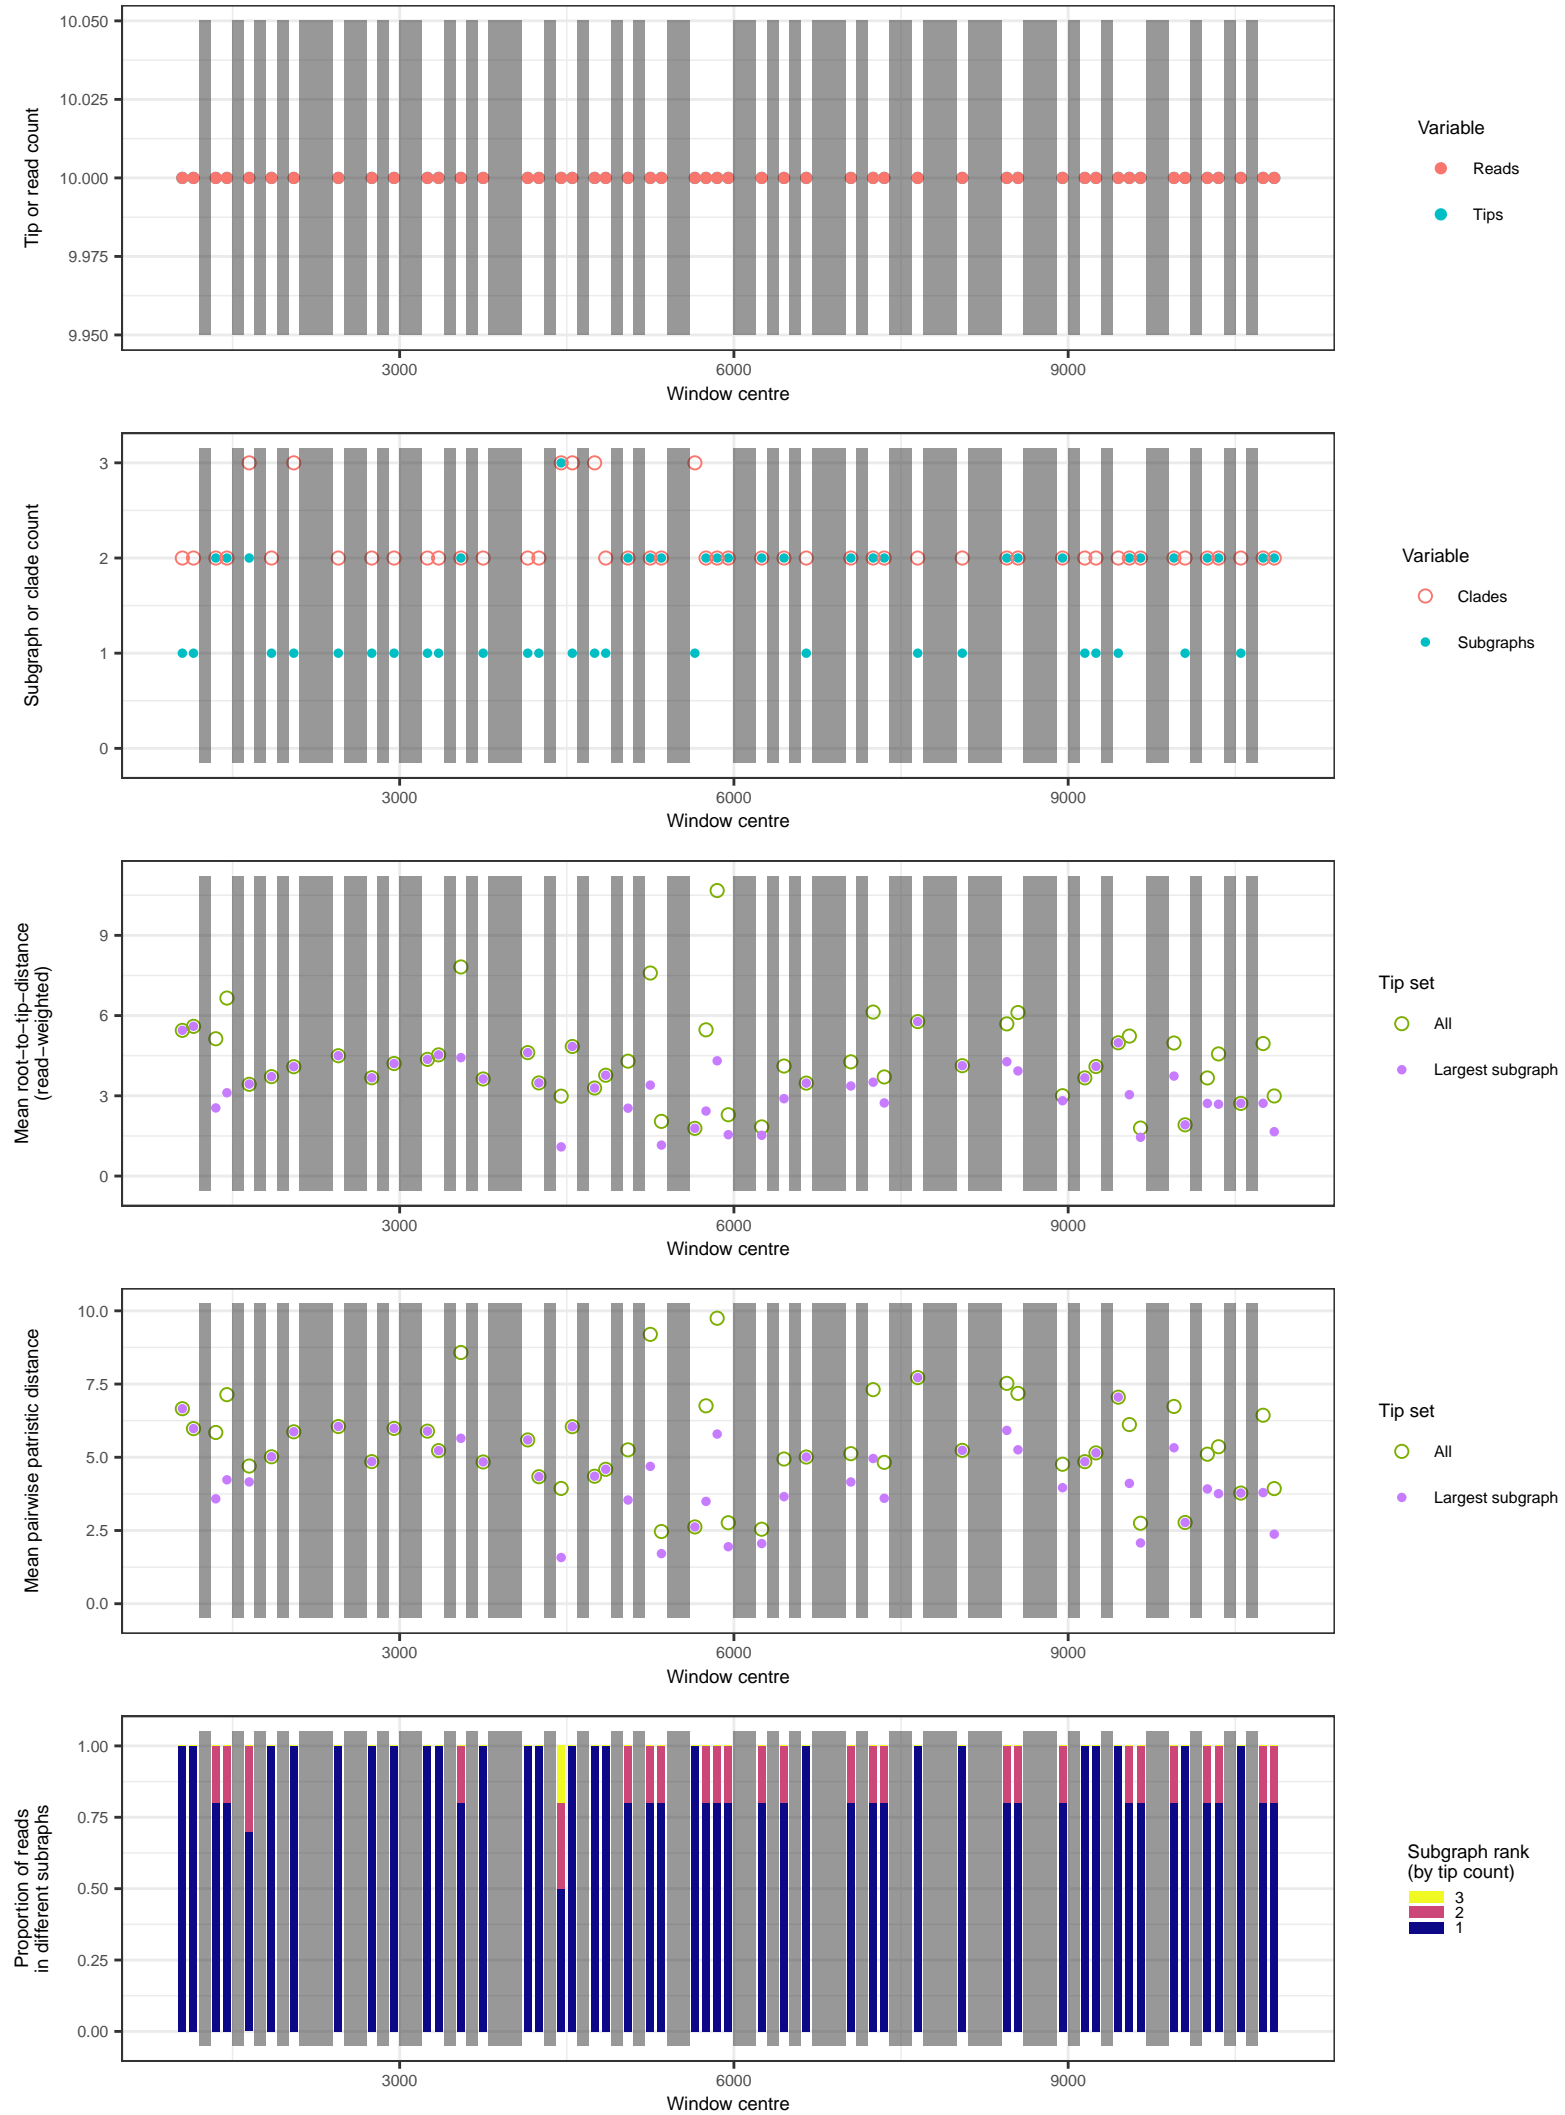 10.050
10.025
10.000
9.975
9.950
Tip or read count
3000 6000 9000
Window centre
Variable
Reads
Tips
3
2
1
0
Subgraph or clade count
3000 6000 9000
Window centre
Variable
Clades
Subgraphs
9
6
3
0
Mean root−to−tip−distance
(read−weighted)
3000 6000 9000
Window centre
Tip set
All
Largest subgraph
10.0
7.5
5.0
2.5
0.0
Mean pairwise patristic distance
3000 6000 9000
Window centre
Tip set
All
Largest subgraph
1.00
0.75
0.50
0.25
0.00
Proportion of reads
in different subraphs
3000 6000 9000
Window centre
Subgraph rank
(by tip count)
3
2
1